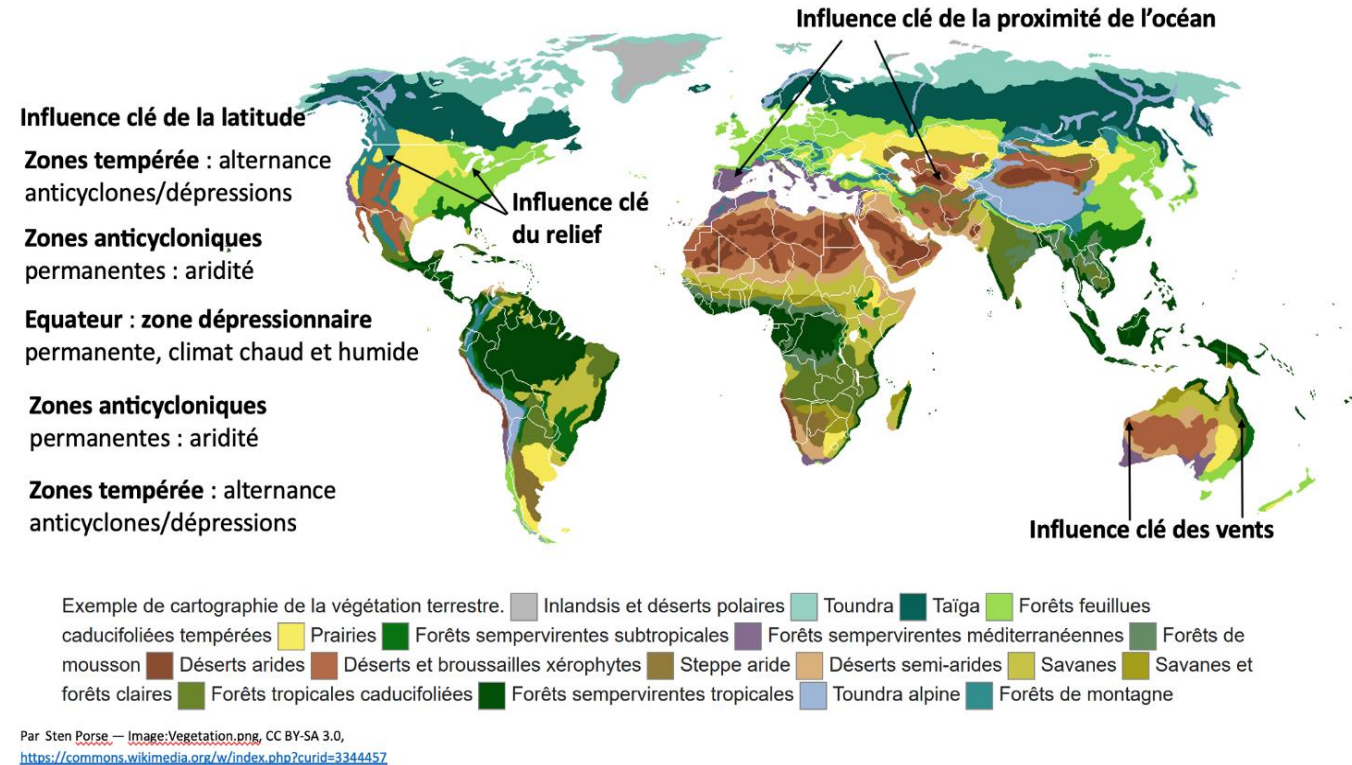 Influence clé de la proximité de l'océan
Influence clé de la latitude
Zones tempérée : alternance
anticyclones/dépressions
Influence clé
du relief
Zones anticycloniques
permanentes : aridité
Equateur : zone dépressionnaire
permanente, climat chaud et humide
Zones anticycloniques
permanentes : aridité
Zones tempérée : alternance
anticyclones/dépressions
Influence clé des vents
Exemple de cartographie de la végétation terrestre. Inlandsis et déserts polaires Toundra Taïga Forêts feuillues
caducifoliées tempérées Prairies Forêts sempervirentes subtropicales Forêts sempervirentes méditerranéennes Forêts de
mousson Déserts arides Déserts et broussailles xérophytes Steppe aride Déserts semi-arides Savanes Savanes et
forêts claires Forêts tropicales caducifoliées Forêts sempervirentes tropicales Toundra alpine Forêts de montagne
Par Sten Porse — Image:Vegetation.png, CC BY-SA 3.0,
https://commons.wikimedia.org/w/index.php?curid=3344457